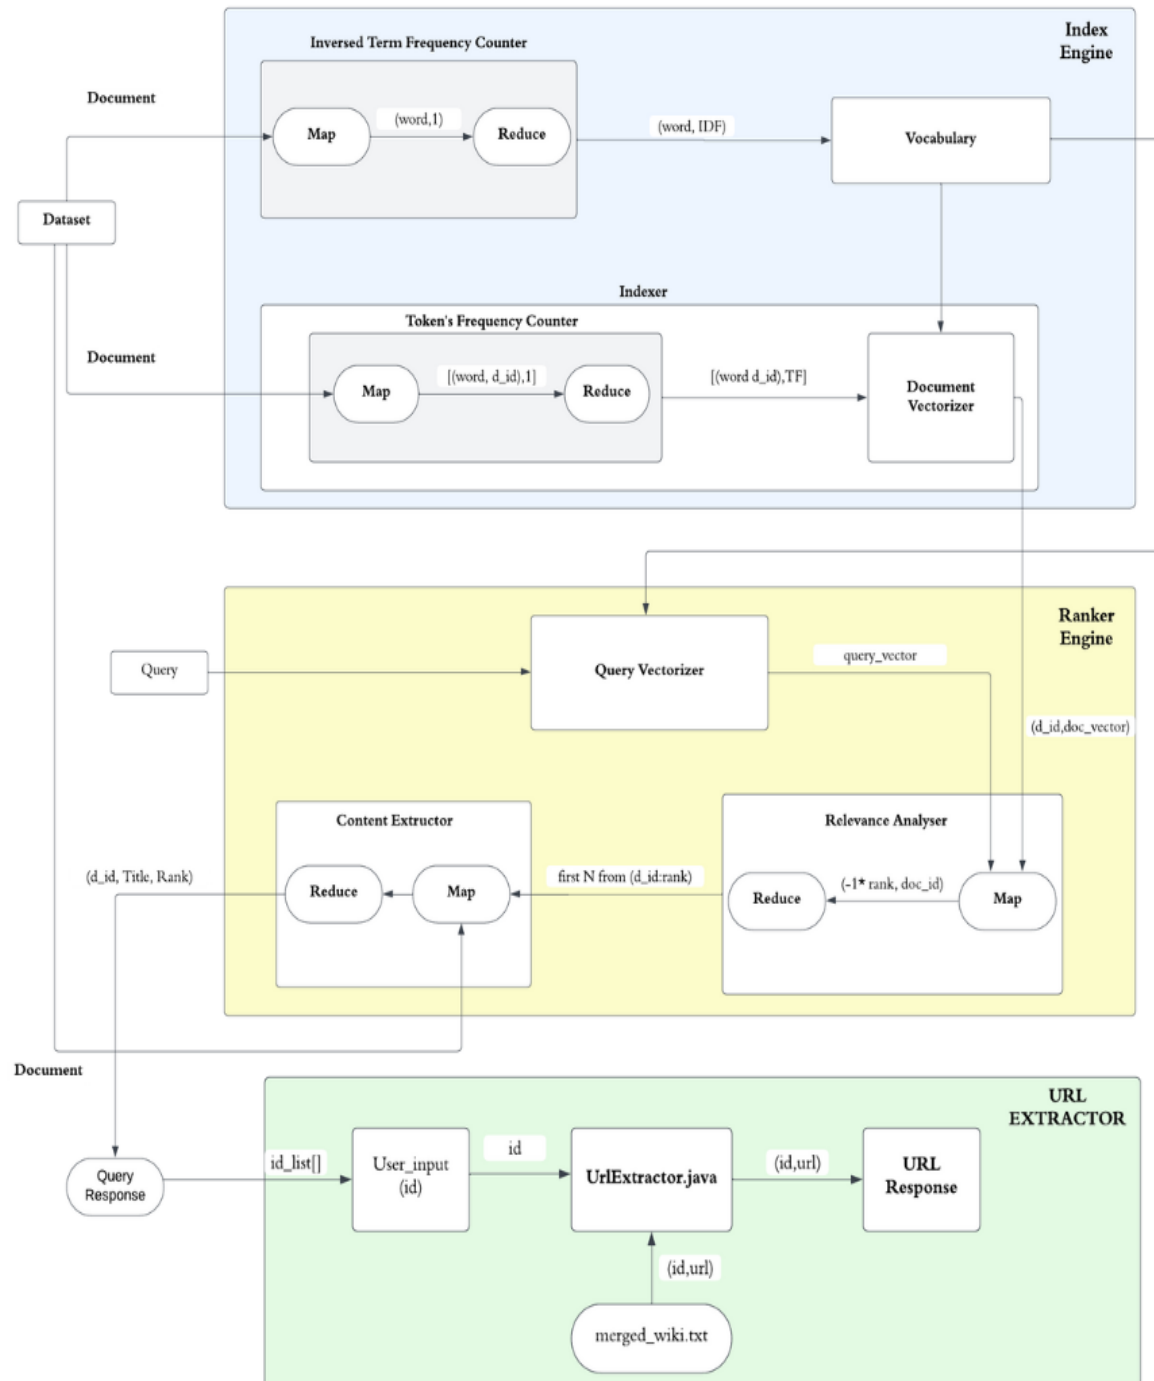 Index
Engine
Inversed Term Frequency Counter
Document
Map
(word,1)
Reduce
(word, IDF)
Vocabulary
Dataset
Indexer
Token's Frequency Counter
Document
Map
[(word, d_id),1]
Reduce
[(word d_id),TF]
Document
Vectorizer
Ranker
Engine
Query
Query Vectorizer
query_vector
(d_id,doc_vector)
Content Extructor
Relevance Analyser
(d_id, Title, Rank)
Reduce
Map
first N from (d_id:rank)
Reduce
(-1* rank, doc_id)
Map
Document
URL
EXTRACTOR
Query
Response
id_list[]
User_input
(id)
id
UrlExtractor.java
(id,url)
URL
Response
(id,url)
merged_wiki.txt